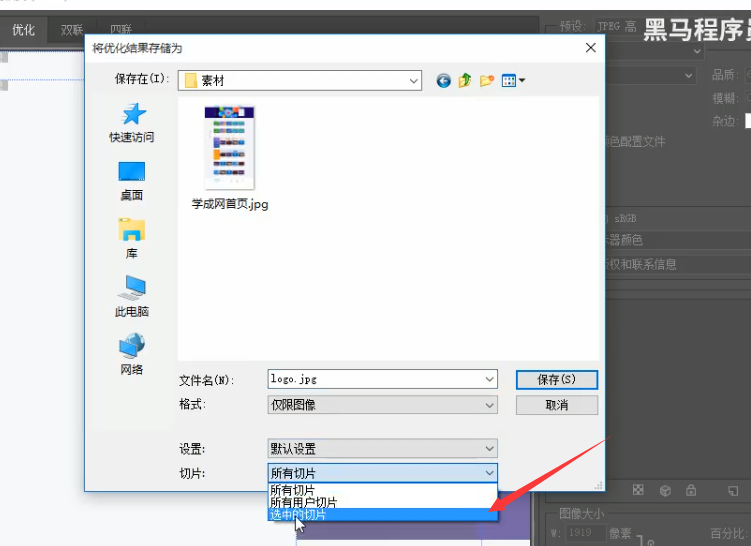 优化 双联 四联
预设: JPEG 高
黑马程序员
将优化结果存储为
保存在(I):
素材
品质:
模糊:
杂边:
快速访问
色配置文件
桌面
学成网首页.jpg
sRGB
示器颜色
库
版权和联系信息
此电脑
网络
文件名(N):
logo.jpg
保存(S)
格式:
仅限图像
取消
设置:
默认设置
切片:
所有切片
所有切片
所有用户切片
选中的切片
图像大小
W: 1919 像素
百分比